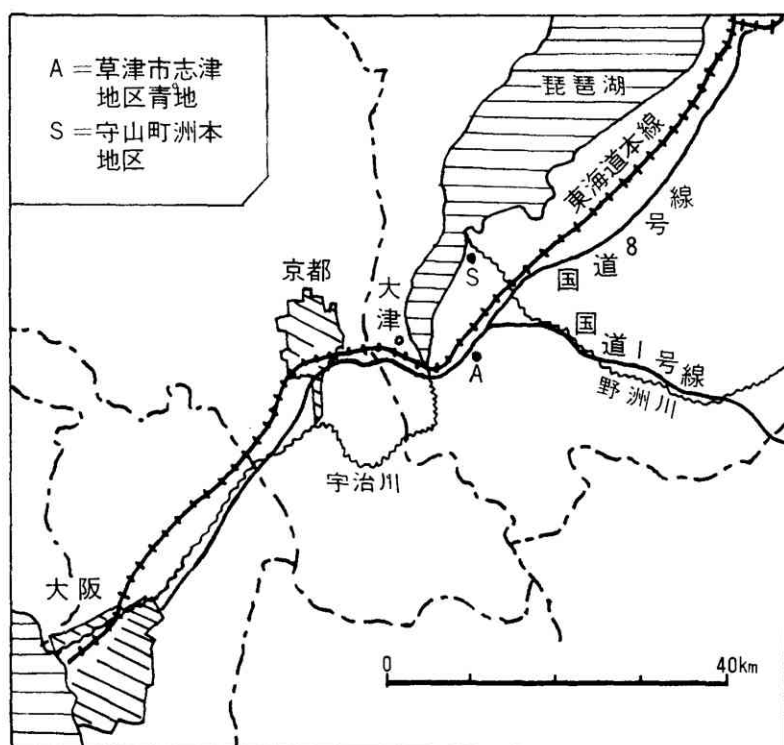 A＝草津市志津
地区青地
S＝守山町洲本
地区
琵琶湖
東海道本線
国道8号線
S
京都
大津
国道1号線
A
野洲川
宇治川
大阪
0
40km